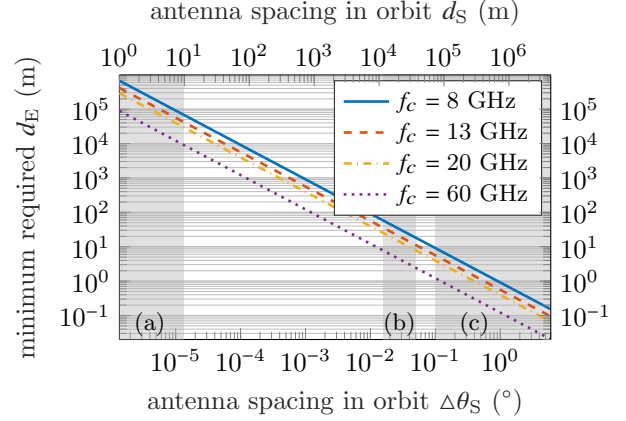 antenna spacing in orbit d_S (m)
10^0 10^1 10^2 10^3 10^4 10^5 10^6
minimum required d_E (m)
10^5 10^5
10^4 10^4
10^3 10^3
10^2 10^2
10^1 10^1
10^0 10^0
10^−1 10^−1
f_c = 8 GHz
f_c = 13 GHz
f_c = 20 GHz
f_c = 60 GHz
(a) (b) (c)
10^−5 10^−4 10^−3 10^−2 10^−1 10^0
antenna spacing in orbit △θ_S (°)